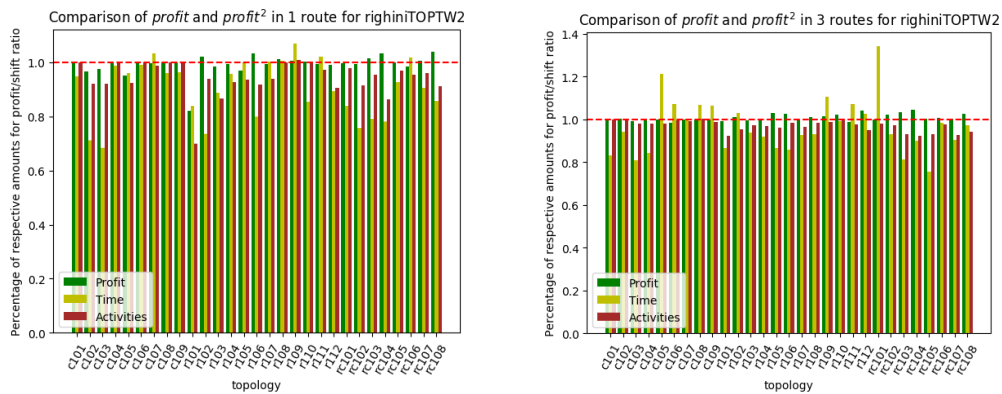 Comparison of profit and profit² in 1 route for righiniTOPTW2
Percentage of respective amounts for profit/shift ratio
1.0
0.8
0.6
0.4
0.2
0.0
Profit
Time
Activities
c101 c102 c103 c104 c105 c106 c107 c108 c109 r101 r102 r103 r104 r105 r106 r107 r108 r109 r110 r111 r112 rc101 rc102 rc103 rc104 rc105 rc106 rc107 rc108
topology
Comparison of profit and profit² in 3 routes for righiniTOPTW2
Percentage of respective amounts for profit/shift ratio
1.4
1.2
1.0
0.8
0.6
0.4
0.2
0.0
Profit
Time
Activities
c101 c102 c103 c104 c105 c106 c107 c108 c109 r101 r102 r103 r104 r105 r106 r107 r108 r109 r110 r111 r112 rc101 rc102 rc103 rc104 rc105 rc106 rc107 rc108
topology